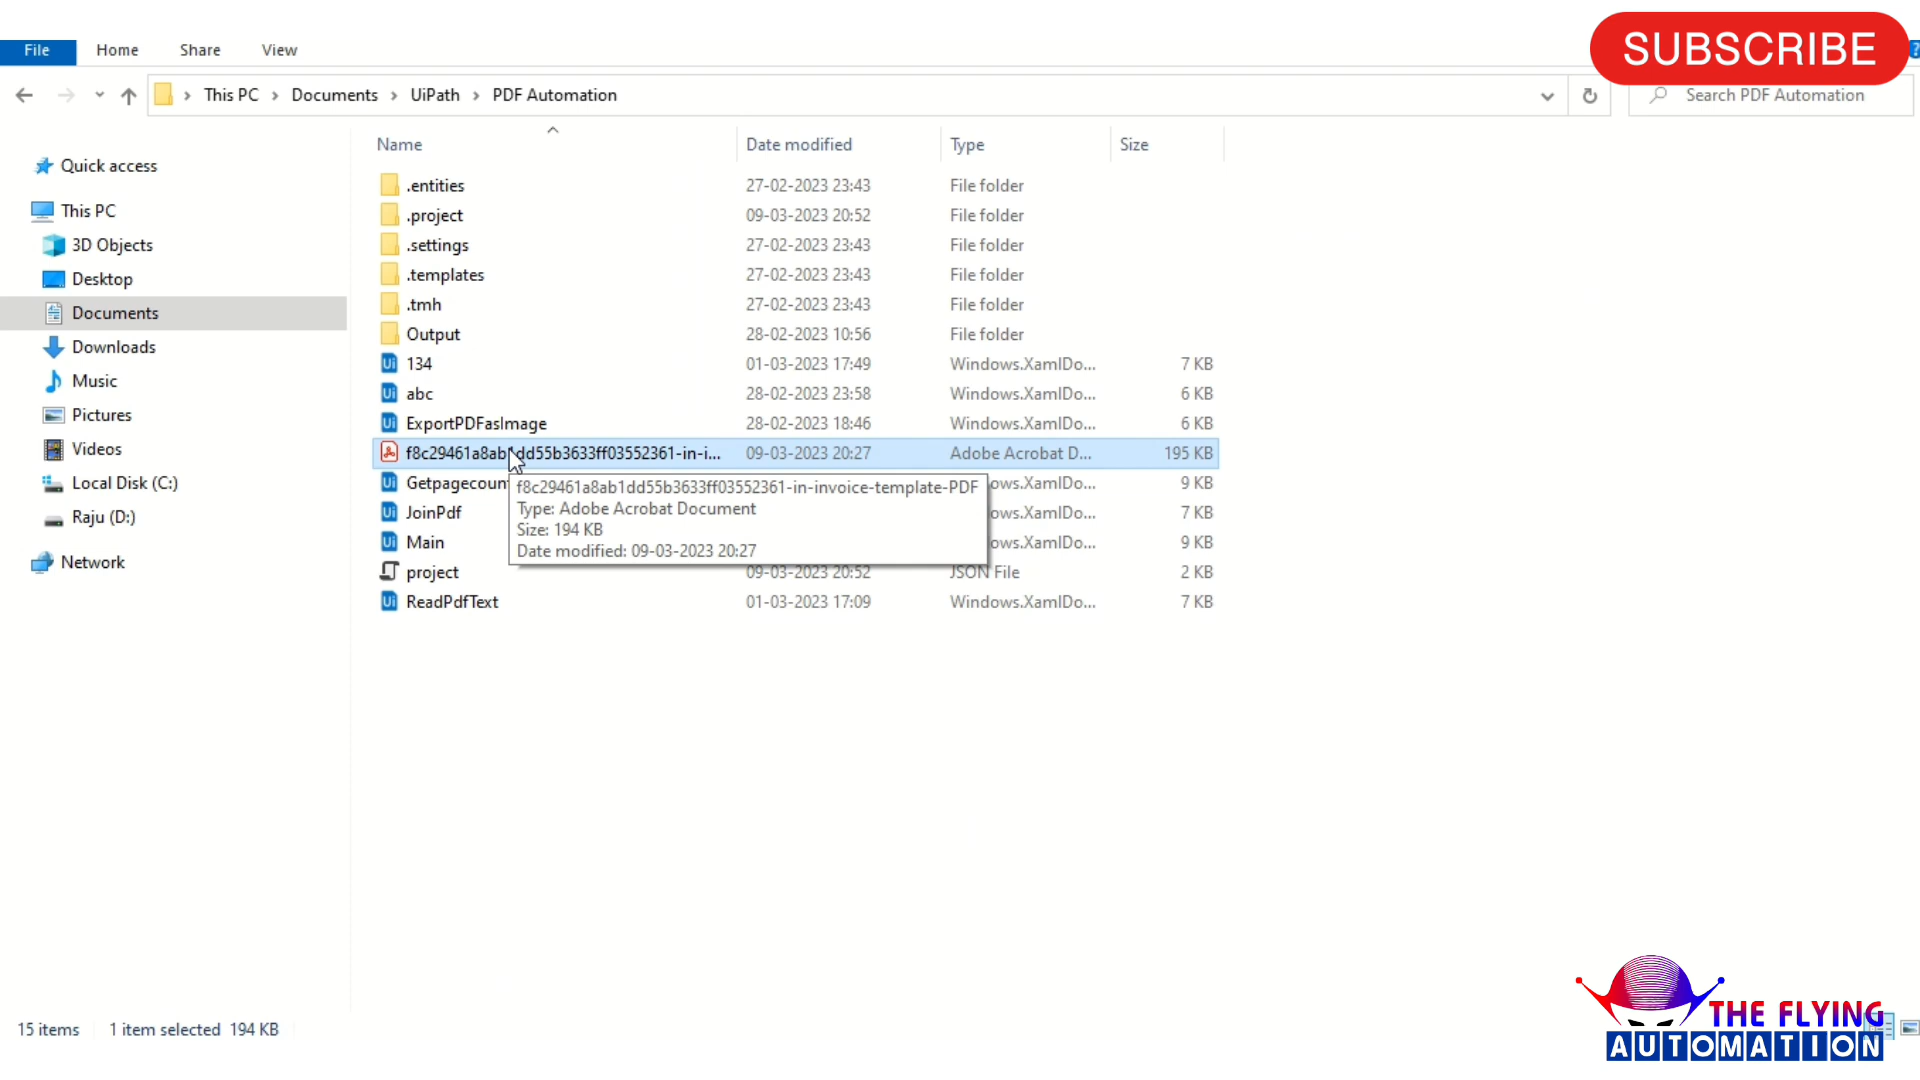 File Home Share View
SUBSCRIBE
This PC Documents UiPath PDF Automation
Search PDF Automation
Name Date modified Type Size
Quick access
This PC
3D Objects
Desktop
Documents
Downloads
Music
Pictures
Videos
Local Disk (C:)
Raju (D:)
Network
.entities 27-02-2023 23:43 File folder
.project 09-03-2023 20:52 File folder
.settings 27-02-2023 23:43 File folder
.templates 27-02-2023 23:43 File folder
.tmh 27-02-2023 23:43 File folder
Output 28-02-2023 10:56 File folder
134 01-03-2023 17:49 Windows.XamlDo... 7 KB
abc 28-02-2023 23:58 Windows.XamlDo... 6 KB
ExportPDFasImage 28-02-2023 18:46 Windows.XamlDo... 6 KB
f8c29461a8ab1dd55b3633ff03552361-in-i... 09-03-2023 20:27 Adobe Acrobat D... 195 KB
Getpagecoun ows.XamlDo... 9 KB
JoinPdf ows.XamlDo... 7 KB
Main ows.XamlDo... 9 KB
project 09-03-2023 20:52 JSON File 2 KB
ReadPdfText 01-03-2023 17:09 Windows.XamlDo... 7 KB
f8c29461a8ab1dd55b3633ff03552361-in-invoice-template-PDF
Type: Adobe Acrobat Document
Size: 194 KB
Date modified: 09-03-2023 20:27
15 items 1 item selected 194 KB
THE FLYING
AUTOMATION